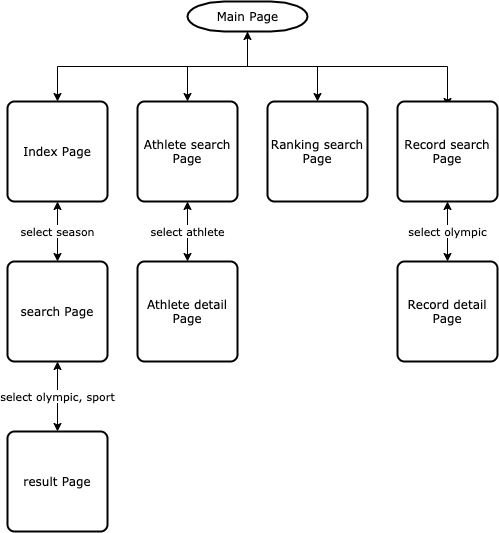 Main Page
Index Page
Athlete search
Page
Ranking search
Page
Record search
Page
select season
select athlete
select olympic
search Page
Athlete detail
Page
Record detail
Page
select olympic, sport
result Page